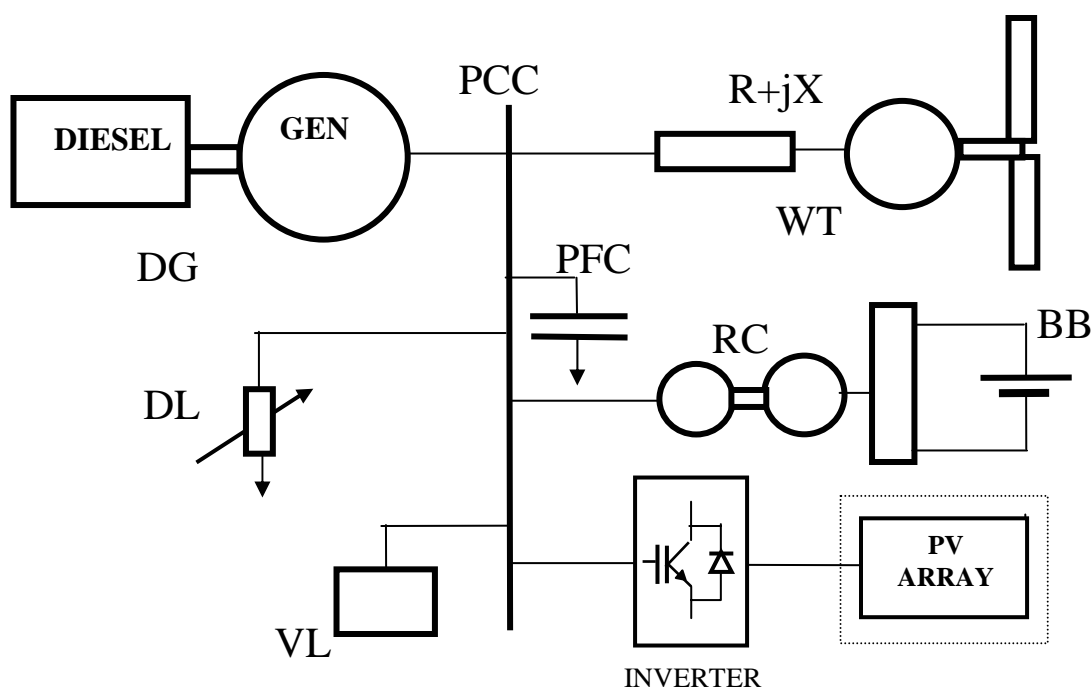 PCC
R+jX
DIESEL
GEN
WT
DG
PFC
BB
RC
DL
PV
ARRAY
VL
INVERTER